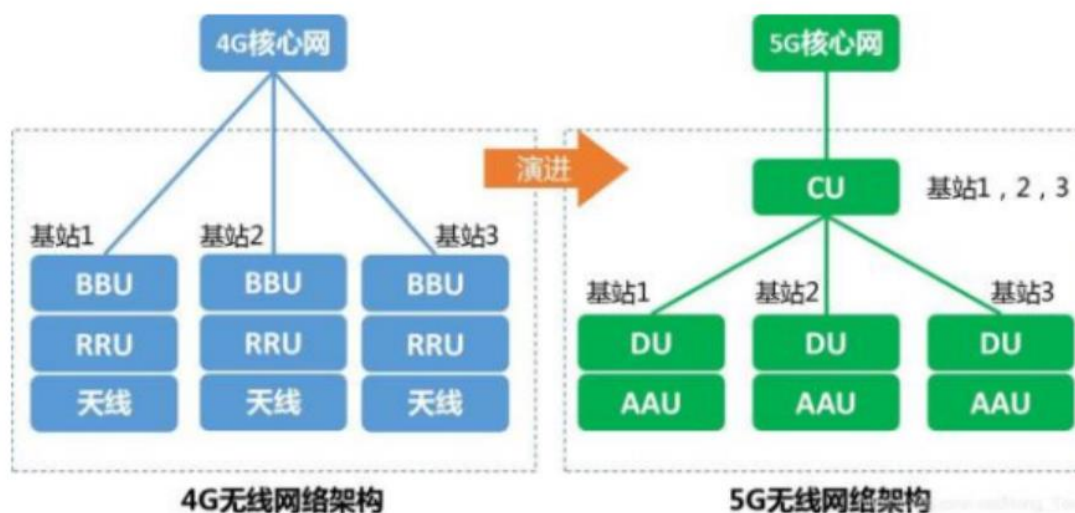 4G核心网
5G核心网
演进
CU
基站1，2，3
基站1
基站2
基站3
BBU
BBU
BBU
RRU
RRU
RRU
天线
天线
天线
基站1
基站2
基站3
DU
DU
DU
AAU
AAU
AAU
4G无线网络架构
5G无线网络架构